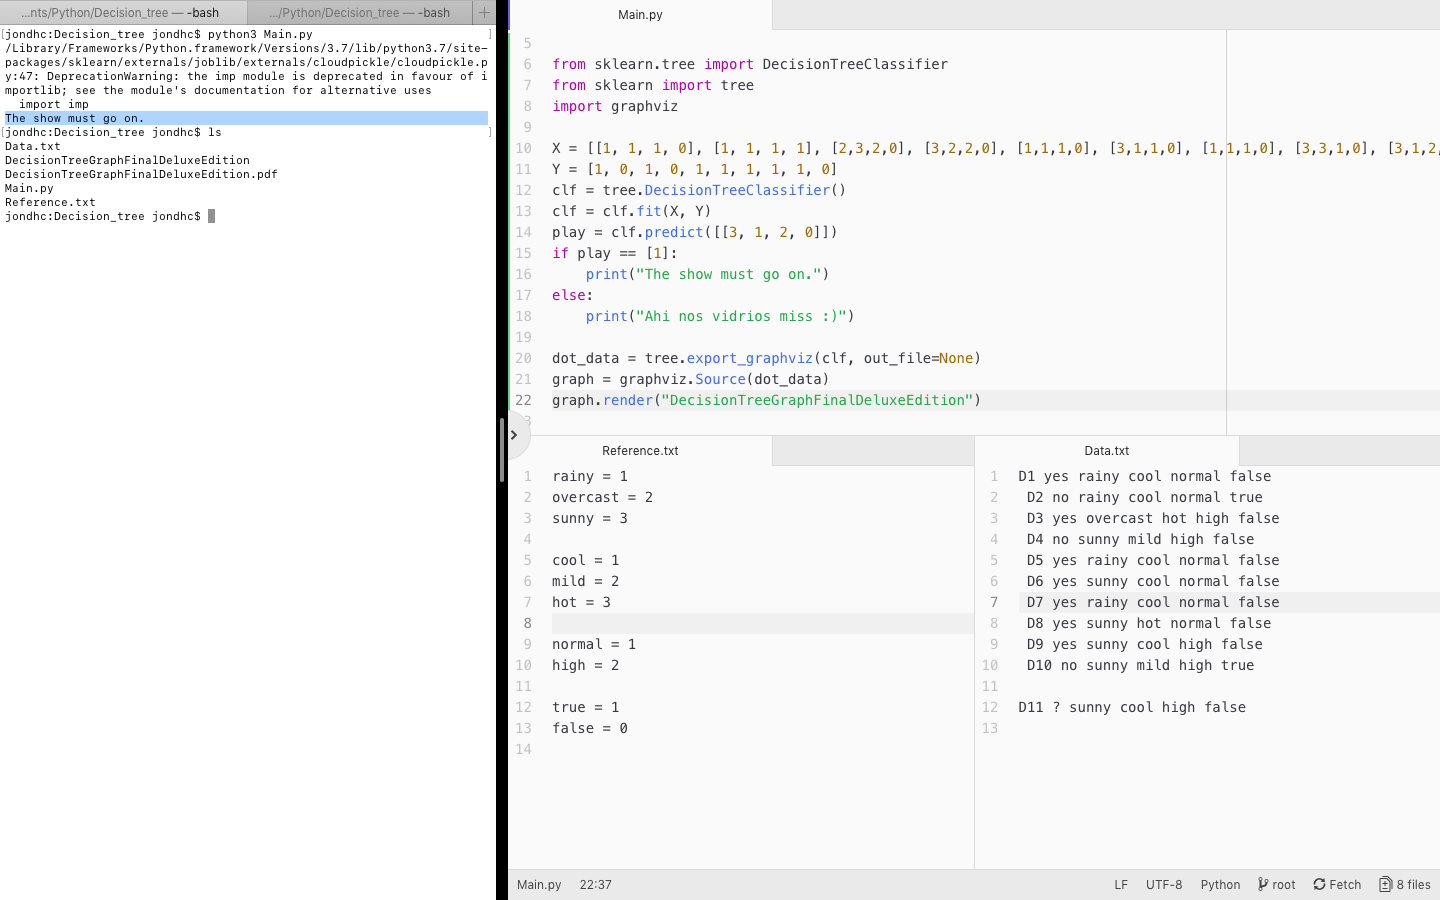 ...nts/Python/Decision_tree — -bash
.../Python/Decision_tree — -bash
+
[jondhc:Decision_tree jondhc$ python3 Main.py ]
/Library/Frameworks/Python.framework/Versions/3.7/lib/python3.7/site-
packages/sklearn/externals/joblib/externals/cloudpickle/cloudpickle.p
y:47: DeprecationWarning: the imp module is deprecated in favour of i
mportlib; see the module's documentation for alternative uses
  import imp
The show must go on.
[jondhc:Decision_tree jondhc$ ls ]
Data.txt
DecisionTreeGraphFinalDeluxeEdition
DecisionTreeGraphFinalDeluxeEdition.pdf
Main.py
Reference.txt
jondhc:Decision_tree jondhc$
Main.py
5
6 from sklearn.tree import DecisionTreeClassifier
7 from sklearn import tree
8 import graphviz
9
10 X = [[1, 1, 1, 0], [1, 1, 1, 1], [2,3,2,0], [3,2,2,0], [1,1,1,0], [3,1,1,0], [1,1,1,0], [3,3,1,0], [3,1,2,
11 Y = [1, 0, 1, 0, 1, 1, 1, 1, 1, 0]
12 clf = tree.DecisionTreeClassifier()
13 clf = clf.fit(X, Y)
14 play = clf.predict([[3, 1, 2, 0]])
15 if play == [1]:
16     print("The show must go on.")
17 else:
18     print("Ahi nos vidrios miss :)")
19
20 dot_data = tree.export_graphviz(clf, out_file=None)
21 graph = graphviz.Source(dot_data)
22 graph.render("DecisionTreeGraphFinalDeluxeEdition")
Reference.txt
1 rainy = 1
2 overcast = 2
3 sunny = 3
4
5 cool = 1
6 mild = 2
7 hot = 3
8
9 normal = 1
10 high = 2
11
12 true = 1
13 false = 0
14
Data.txt
1 D1 yes rainy cool normal false
2  D2 no rainy cool normal true
3  D3 yes overcast hot high false
4  D4 no sunny mild high false
5  D5 yes rainy cool normal false
6  D6 yes sunny cool normal false
7  D7 yes rainy cool normal false
8  D8 yes sunny hot normal false
9  D9 yes sunny cool high false
10  D10 no sunny mild high true
11
12 D11 ? sunny cool high false
13
Main.py 22:37 LF UTF-8 Python root Fetch 8 files